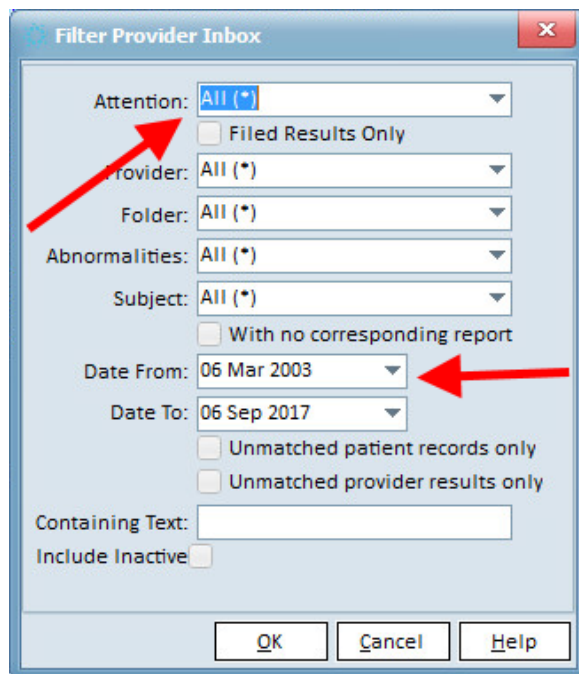 Filter Provider Inbox
Attention: All (*)
Filed Results Only
Provider: All (*)
Folder: All (*)
Abnormalities: All (*)
Subject: All (*)
With no corresponding report
Date From: 06 Mar 2003
Date To: 06 Sep 2017
Unmatched patient records only
Unmatched provider results only
Containing Text:
Include Inactive
OK Cancel Help